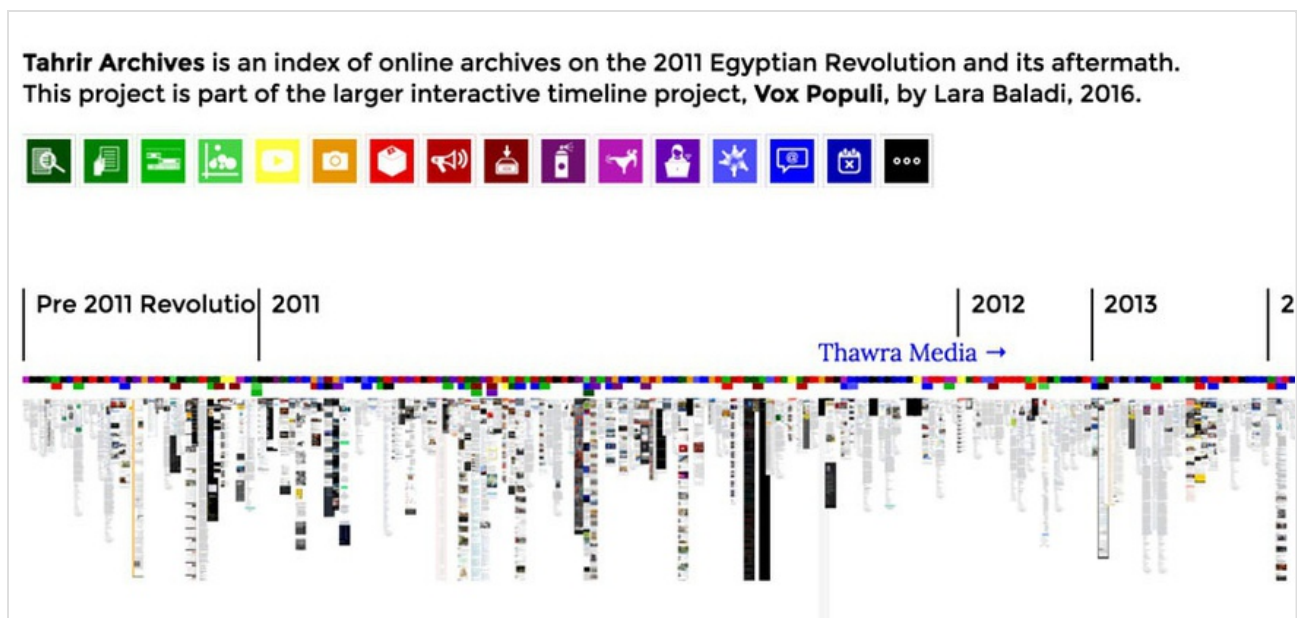 Tahrir Archives is an index of online archives on the 2011 Egyptian Revolution and its aftermath.
This project is part of the larger interactive timeline project, Vox Populi, by Lara Baladi, 2016.
Pre 2011 Revolutio 2011 2012 2013 2
Thawra Media →